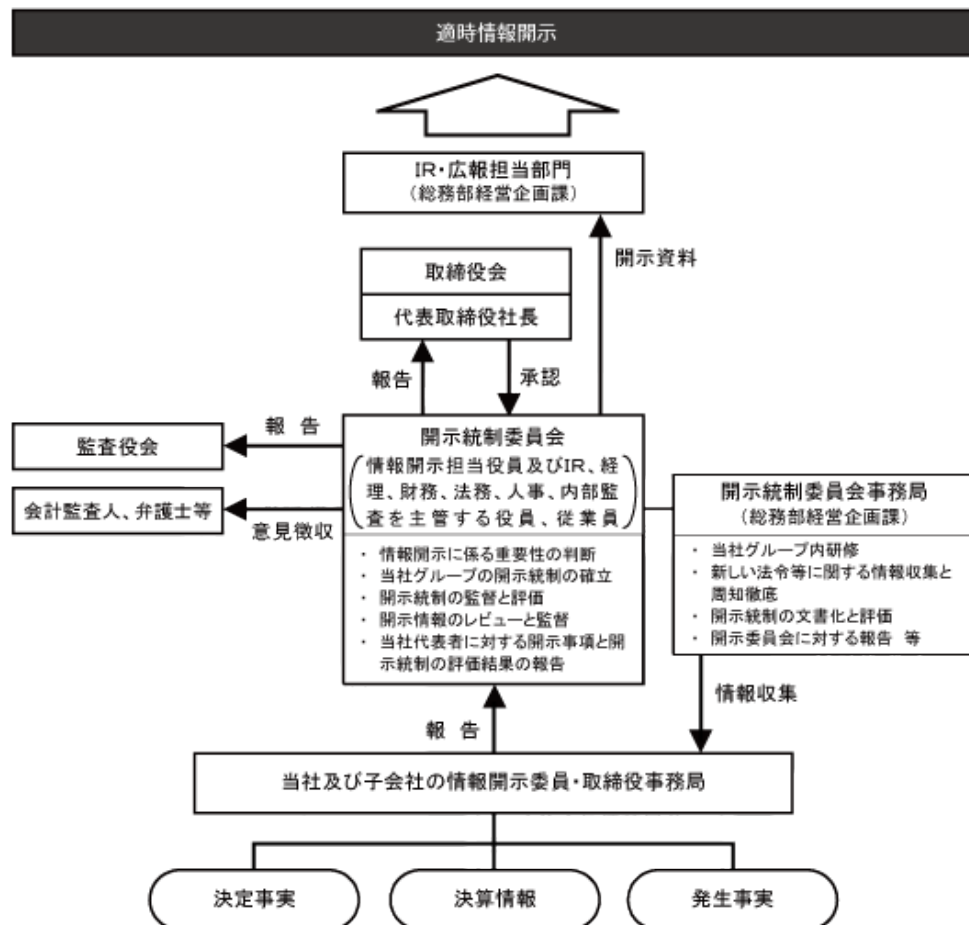 適時情報開示
IR・広報担当部門
（総務部経営企画課）
開示資料
取締役会
代表取締役社長
報告
承認
監査役会
報 告
会計監査人、弁護士等
意見徴収
開示統制委員会
情報開示担当役員及びIR、経
理、財務、法務、人事、内部監
査を主管する役員、従業員
・ 情報開示に係る重要性の判断
・ 当社グループの開示統制の確立
・ 開示統制の監督と評価
・ 開示情報のレビューと監督
・ 当社代表者に対する開示事項と開
示統制の評価結果の報告
開示統制委員会事務局
（総務部経営企画課）
・ 当社グループ内研修
・ 新しい法令等に関する情報収集と
周知徹底
・ 開示統制の文書化と評価
・ 開示委員会に対する報告 等
情報収集
報 告
当社及び子会社の情報開示委員・取締役事務局
決定事実
決算情報
発生事実